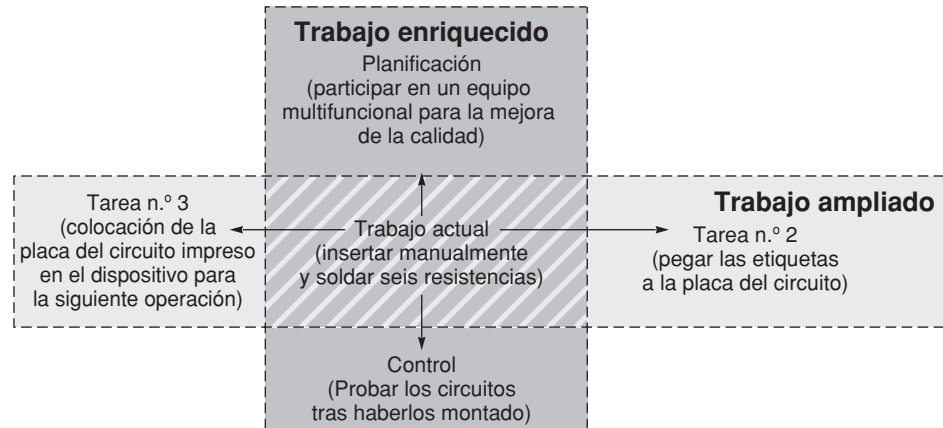 Trabajo enriquecido
Planificación
(participar en un equipo
multifuncional para la mejora
de la calidad)
Tarea n.º 3
(colocación de la
placa del circuito impreso
en el dispositivo para
la siguiente operación)
Trabajo actual
(insertar manualmente
y soldar seis resistencias)
Trabajo ampliado
Tarea n.º 2
(pegar las etiquetas
a la placa del circuito)
Control
(Probar los circuitos
tras haberlos montado)